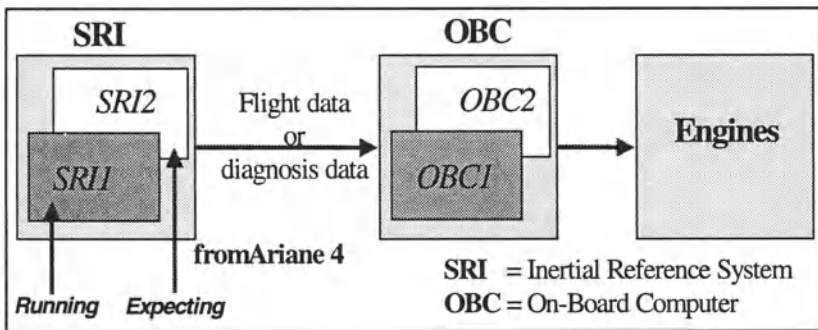 SRI
OBC
SRI2
SRI1
Flight data
or
diagnosis data
OBC2
OBC1
Engines
fromAriane 4
Running
Expecting
SRI = Inertial Reference System
OBC = On-Board Computer